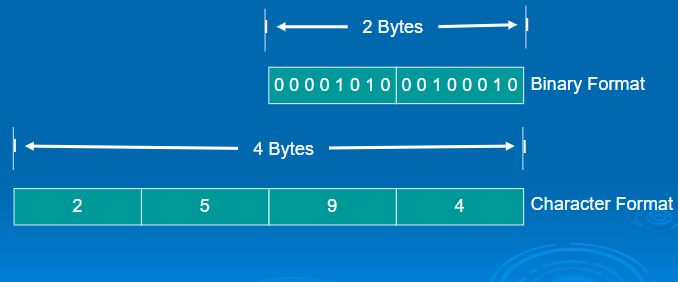 2 Bytes
0 0 0 0 1 0 1 0 0 0 1 0 0 0 1 0 Binary Format
4 Bytes
2 5 9 4 Character Format